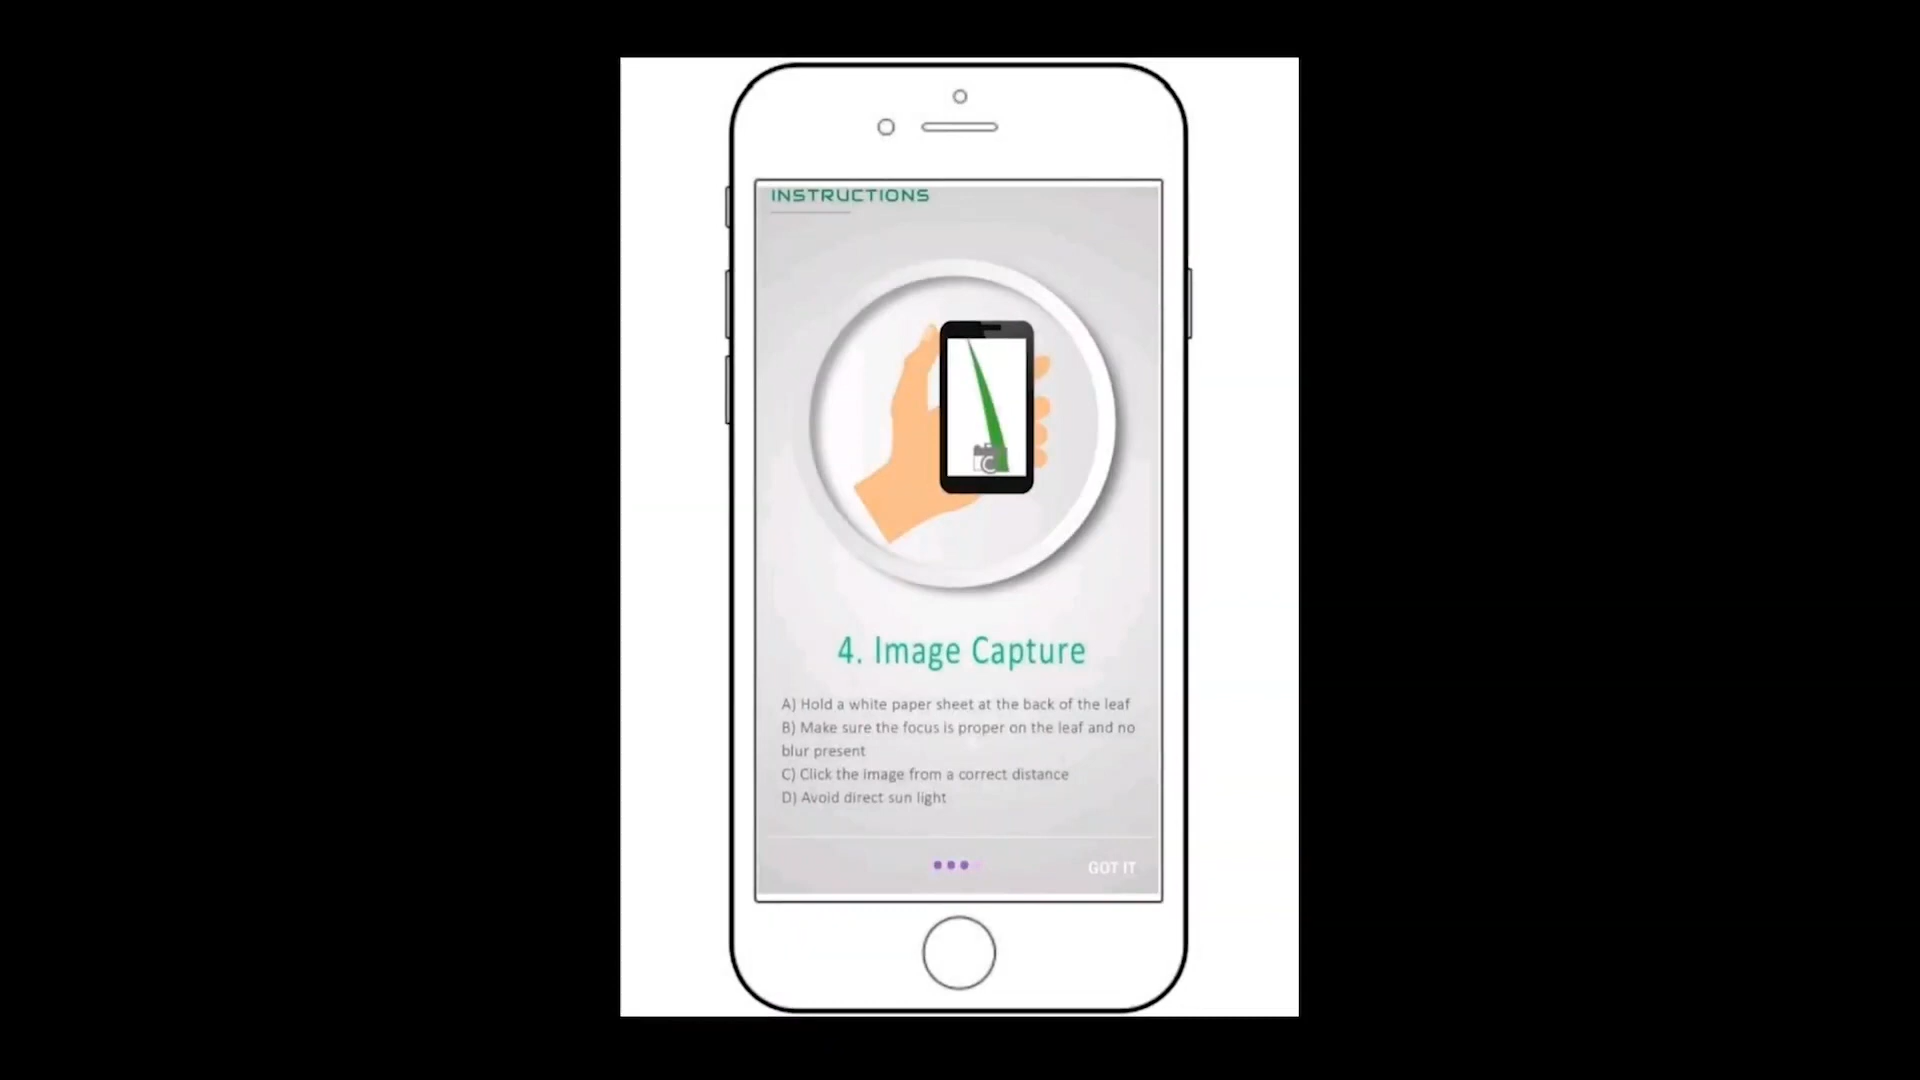 INSTRUCTIONS
4. Image Capture
A) Hold a white paper sheet at the back of the leaf
B) Make sure the focus is proper on the leaf and no
blur present
C) Click the image from a correct distance
D) Avoid direct sun light
GOT IT